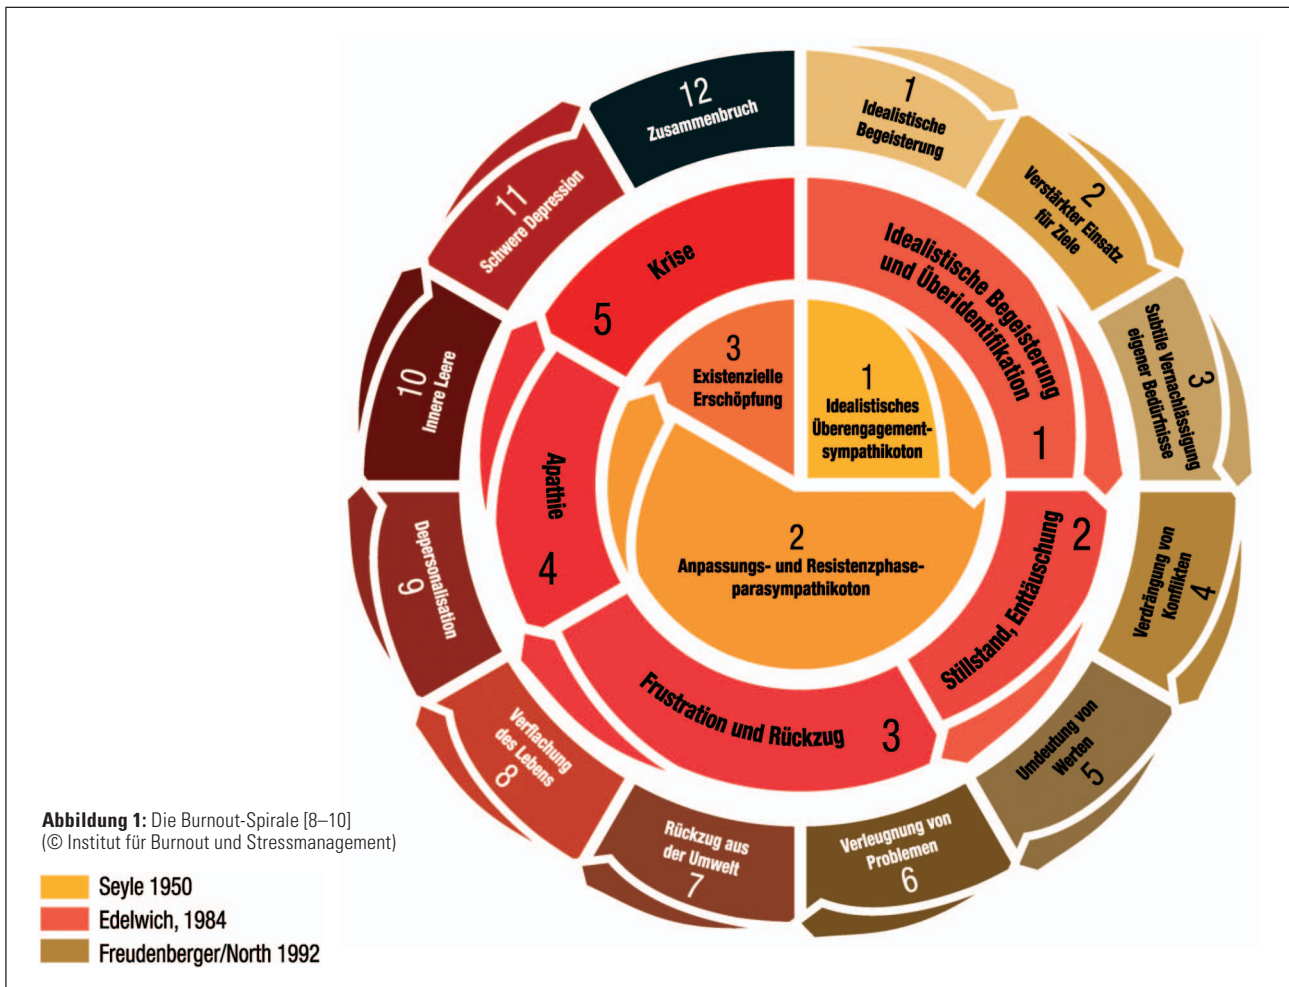 12
Zusammenbruch
1
Idealistische
Begeisterung
2
Verstärkter Einsatz
für Ziele
Subtile Vernachlässigung
eigener Bedürfnisse
3
Verdrängung von
Konflikten
4
Umdeutung von
Werten
5
Verleugnung von
Problemen
6
Rückzug aus
der Umwelt
7
Verflachung
des Lebens
8
Depersonalisation
9
10
Innere Leere
11
Schwere Depression
Idealistische Begeisterung
und Überidentifikation
1
Stillstand, Enttäuschung
2
Frustration und Rückzug
3
Apathie
4
Krise
5
1
Idealistisches
Überengagement-
sympathikoton
2
Anpassungs- und Resistenzphase-
parasympathikoton
3
Existenzielle
Erschöpfung
Abbildung 1: Die Burnout-Spirale [8–10]
(© Institut für Burnout und Stressmanagement)
Seyle 1950
Edelwich, 1984
Freudenberger/North 1992